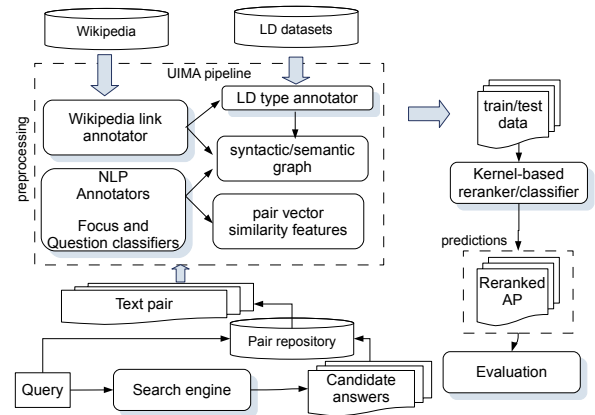 Wikipedia
LD datasets
UIMA pipeline
preprocessing
Wikipedia link
annotator
LD type annotator
syntactic/semantic
graph
NLP
Annotators
Focus and
Question classifiers
pair vector
similarity features
train/test
data
Kernel-based
reranker/classifier
predictions
Reranked
AP
Evaluation
Text pair
Pair repository
Query
Search engine
Candidate
answers